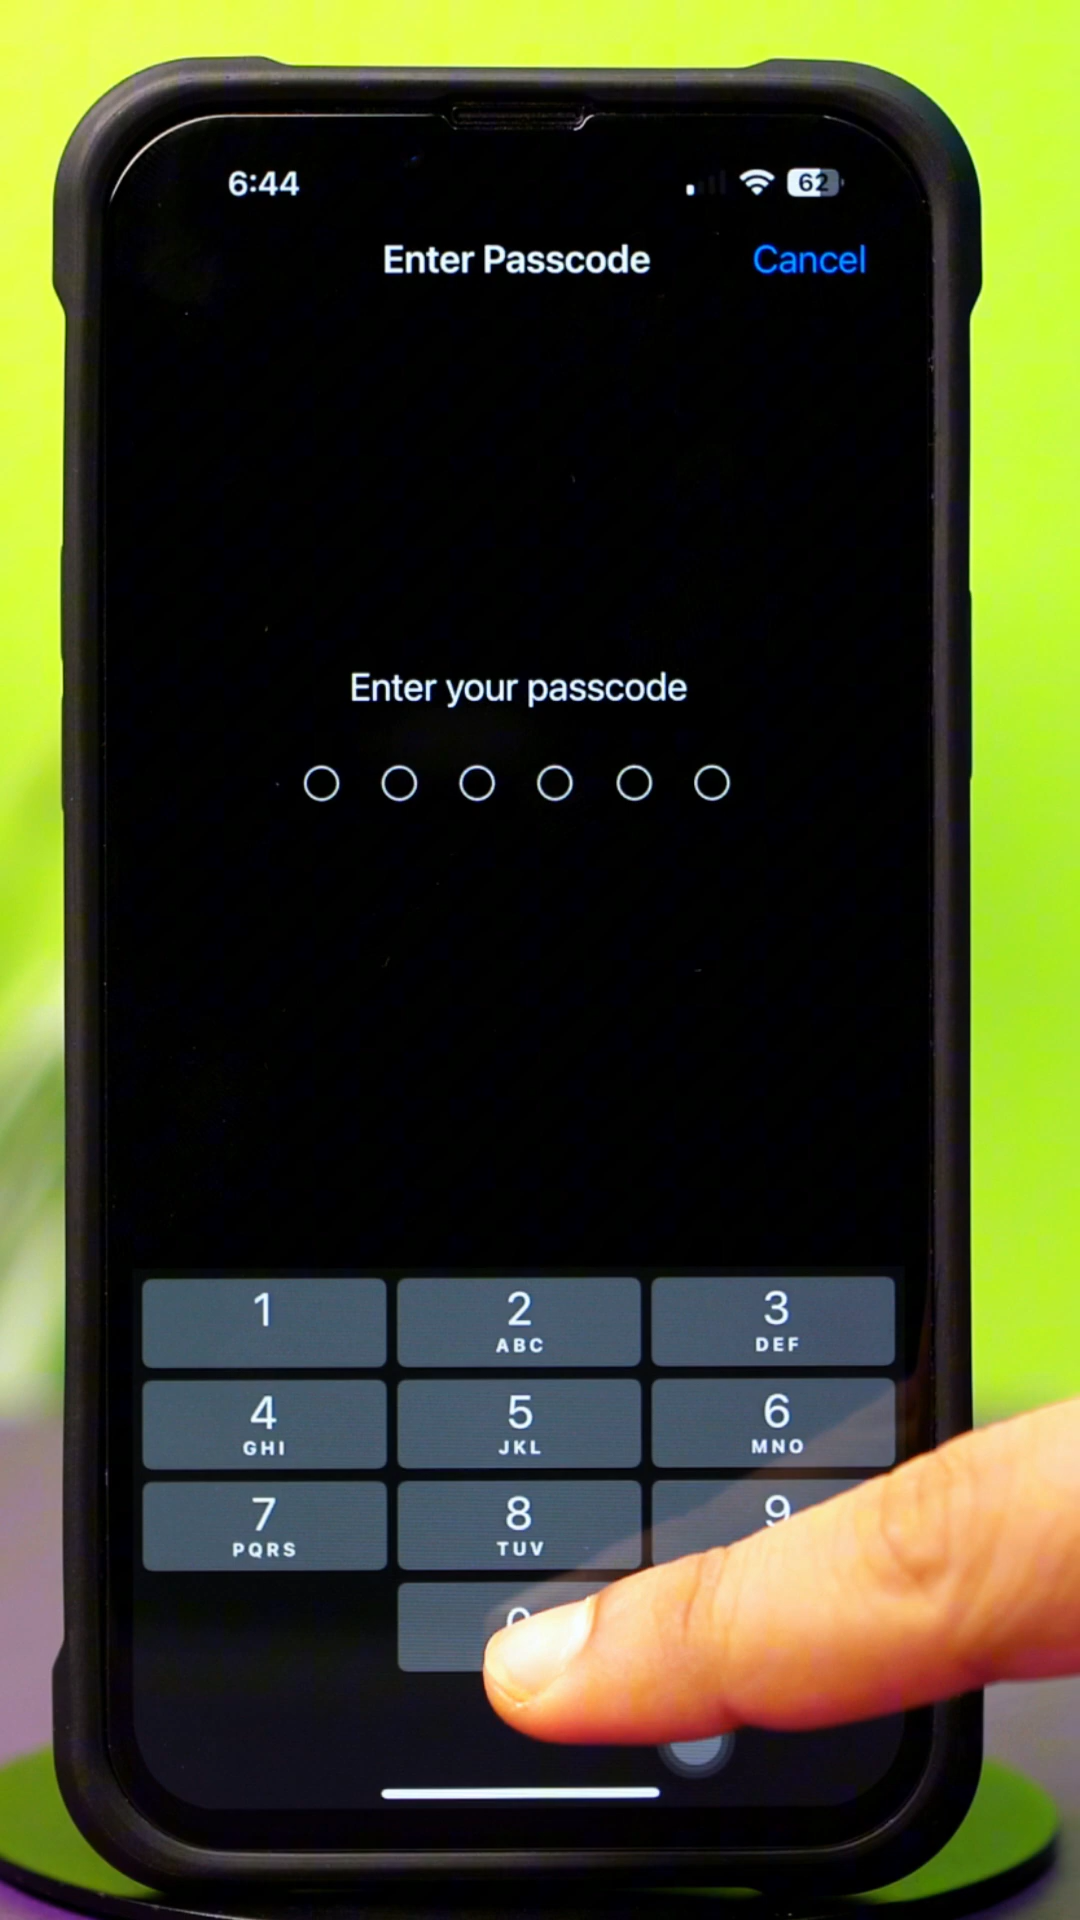 6:44 62
Enter Passcode Cancel
Enter your passcode
1 2 3
ABC DEF
4 5 6
GHI JKL MNO
7 8 9
PQRS TUV